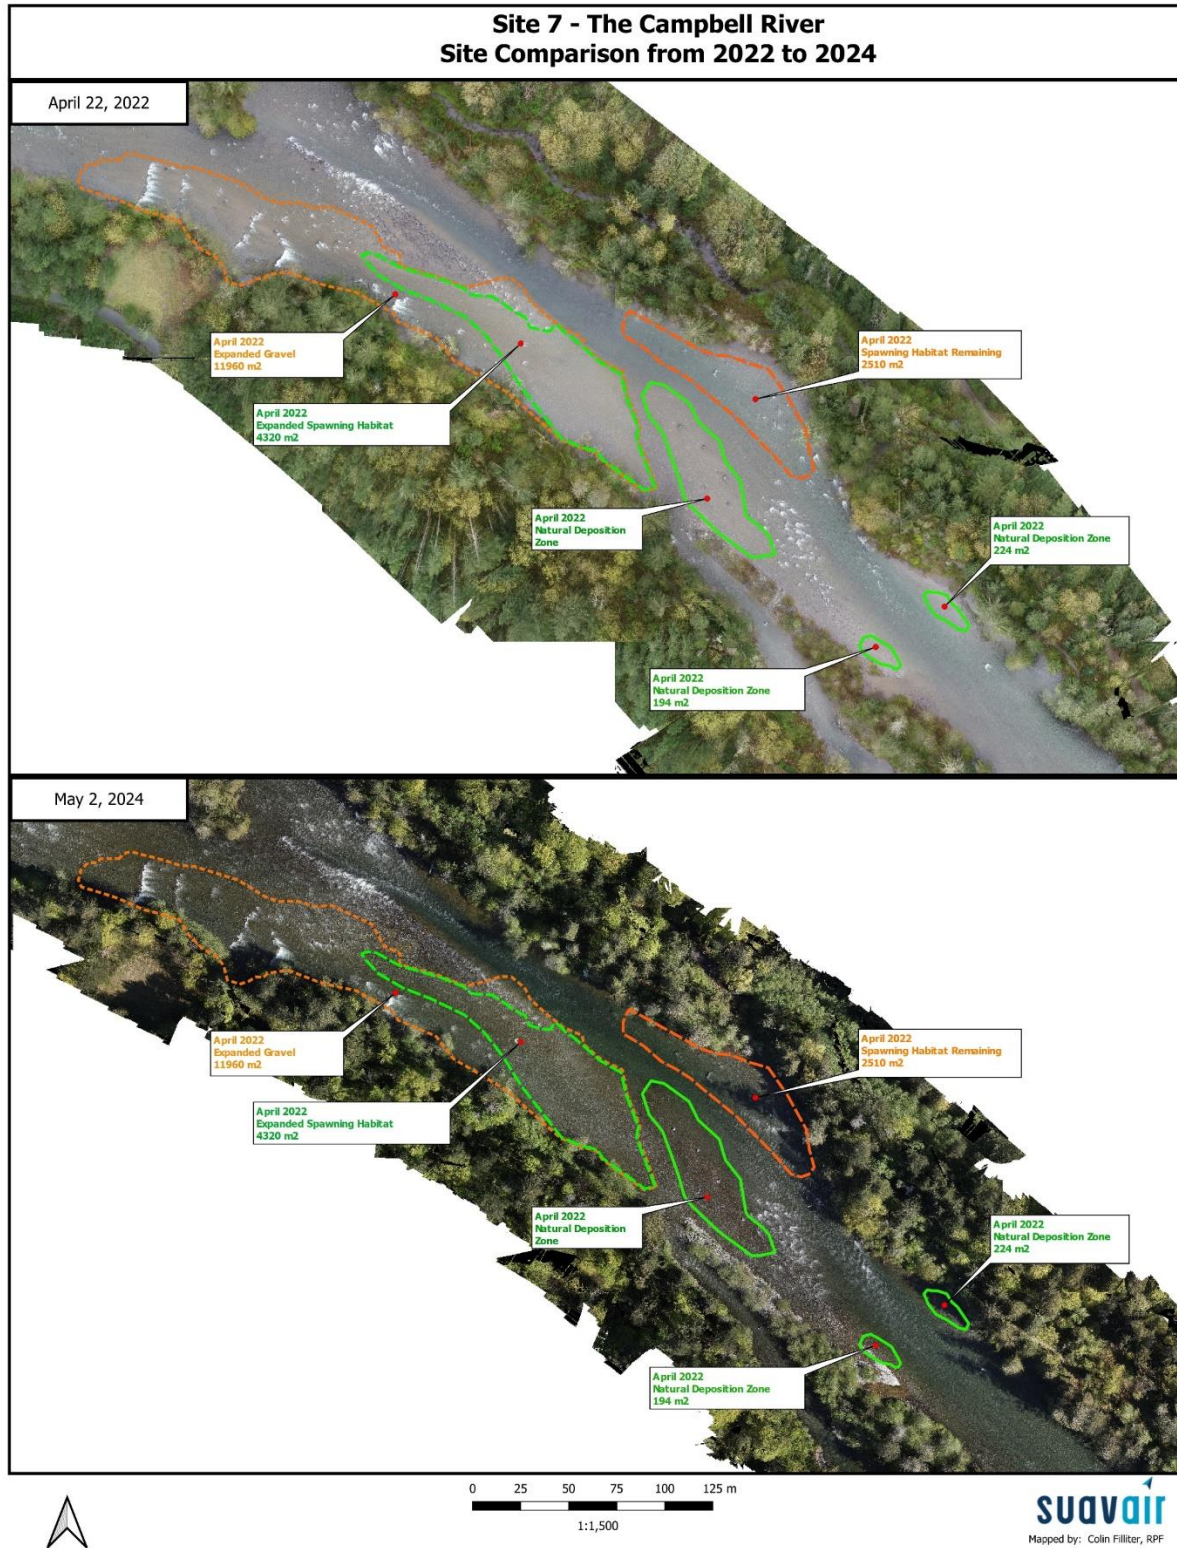 Site 7 - The Campbell River
Site Comparison from 2022 to 2024
April 22, 2022
April 2022
Expanded Gravel
11960 m2
April 2022
Spawning Habitat Remaining
2510 m2
April 2022
Expanded Spawning Habitat
4320 m2
April 2022
Natural Deposition
Zone
April 2022
Natural Deposition Zone
224 m2
April 2022
Natural Deposition Zone
194 m2
May 2, 2024
April 2022
Expanded Gravel
11960 m2
April 2022
Spawning Habitat Remaining
2510 m2
April 2022
Expanded Spawning Habitat
4320 m2
April 2022
Natural Deposition
Zone
April 2022
Natural Deposition Zone
224 m2
April 2022
Natural Deposition Zone
194 m2
0 25 50 75 100 125 m
1:1,500
suavair
Mapped by: Colin Filliter, RPF